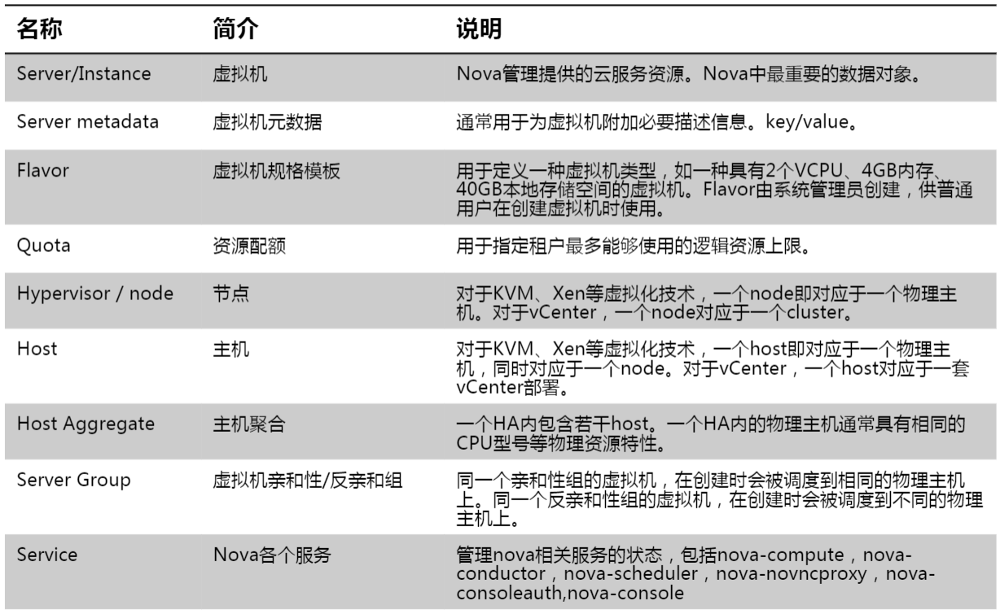 名称 简介 说明
Server/Instance 虚拟机 Nova管理提供的云服务资源。Nova中最重要的数据对象。
Server metadata 虚拟机元数据 通常用于为虚拟机附加必要描述信息。key/value。
Flavor 虚拟机规格模板 用于定义一种虚拟机类型，如一种具有2个VCPU、4GB内存、
40GB本地存储空间的虚拟机。Flavor由系统管理员创建，供普通
用户在创建虚拟机时使用。
Quota 资源配额 用于指定租户最多能够使用的逻辑资源上限。
Hypervisor / node 节点 对于KVM、Xen等虚拟化技术，一个node即对应于一个物理主
机。对于vCenter，一个node对应于一个cluster。
Host 主机 对于KVM、Xen等虚拟化技术，一个host即对应于一个物理主
机，同时对应于一个node。对于vCenter，一个host对应于一套
vCenter部署。
Host Aggregate 主机聚合 一个HA内包含若干host。一个HA内的物理主机通常具有相同的
CPU型号等物理资源特性。
Server Group 虚拟机亲和性/反亲和组 同一个亲和性组的虚拟机，在创建时会被调度到相同的物理主机
上。同一个反亲和性组的虚拟机，在创建时会被调度到不同的物理
主机上。
Service Nova各个服务 管理nova相关服务的状态，包括nova-compute，nova-
conductor，nova-scheduler，nova-novncproxy，nova-
consoleauth,nova-console